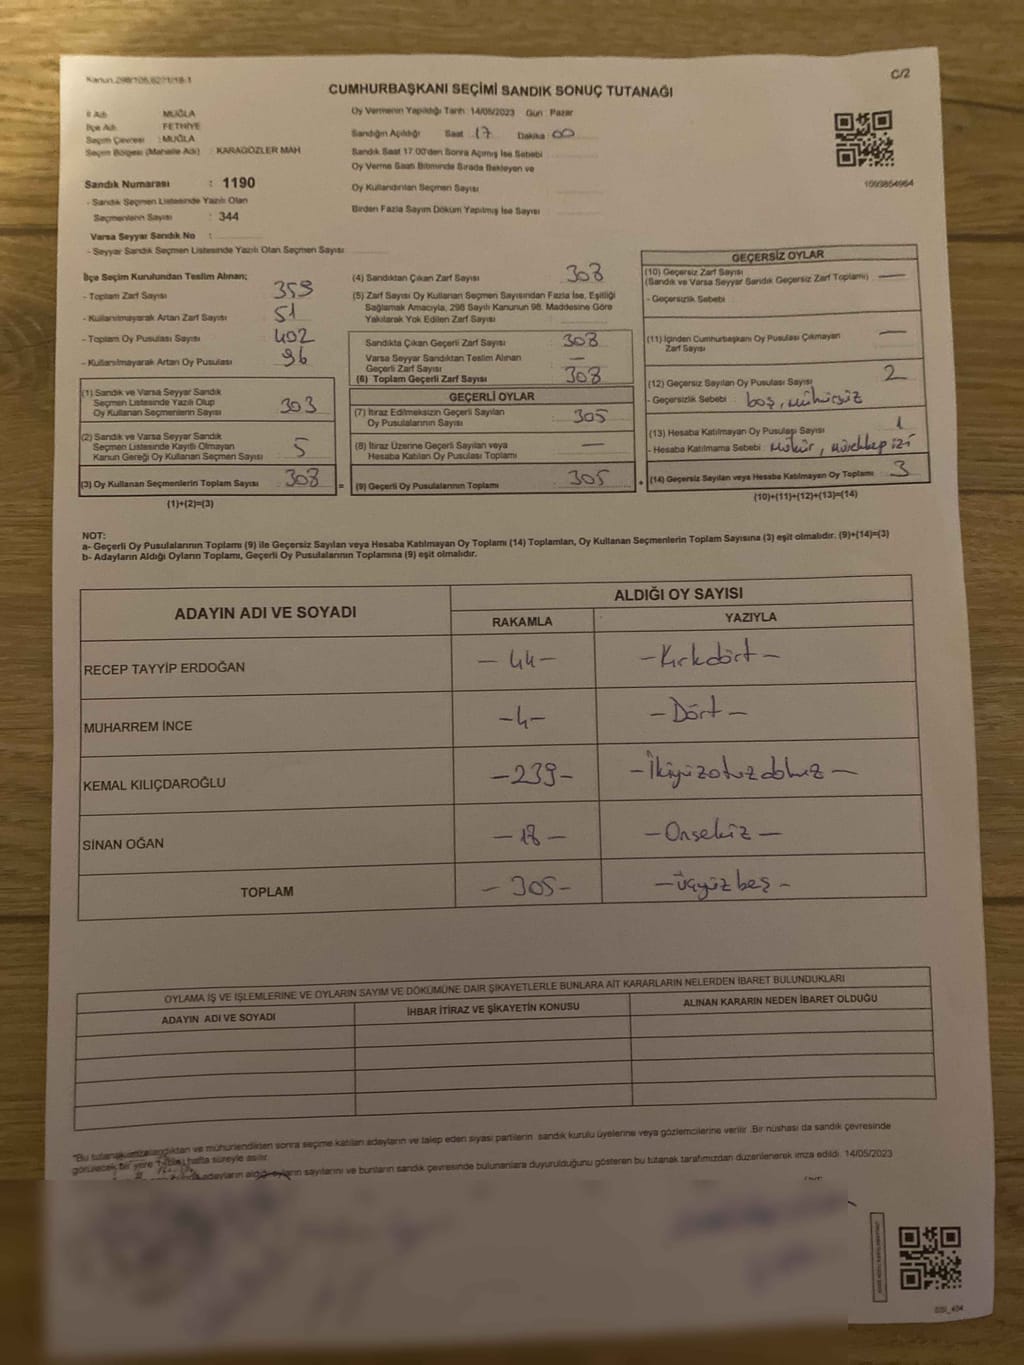 Kanun.298/105,6271/18-1
C/2
CUMHURBAŞKANI SEÇİMİ SANDIK SONUÇ TUTANAĞI
İl Adı : MUĞLA
İlçe Adı : FETHİYE
Seçim Çevresi : MUĞLA
Seçim Bölgesi (Mahalle Adı) : KARAGÖZLER MAH
Sandık Numarası : 1190
- Sandık Seçmen Listesinde Yazılı Olan
Seçmenlerin Sayısı : 344
Varsa Seyyar Sandık No :
- Seyyar Sandık Seçmen Listesinde Yazılı Olan Seçmen Sayısı
Oy Vermenin Yapıldığı Tarih 14/05/2023 Gün Pazar
Sandığın Açıldığı Saat 17 Dakika 00
Sandık Saat 17.00'den Sonra Açmış İse Sebebi
Oy Verme Saati Bitiminde Sırada Bekleyen ve
Oy Kullandırılan Seçmen Sayısı
Birden Fazla Sayım Döküm Yapılmış İse Sayısı
1099864964
İlçe Seçim Kurulundan Teslim Alınan;
- Toplam Zarf Sayısı 359
- Kullanılmayarak Artan Zarf Sayısı 51
- Toplam Oy Pusulası Sayısı 402
- Kullanılmayarak Artan Oy Pusulası 96
(1) Sandık ve Varsa Seyyar Sandık
Seçmen Listesinde Yazılı Olup
Oy Kullanan Seçmenlerin Sayısı 303
(2) Sandık ve Varsa Seyyar Sandık
Seçmen Listesinde Kayıtlı Olmayan
Kanun Gereği Oy Kullanan Seçmen Sayısı 5
(3) Oy Kullanan Seçmenlerin Toplam Sayısı 308 =
(1)+(2)=(3)
(4) Sandıktan Çıkan Zarf Sayısı 308
(5) Zarf Sayısı Oy Kullanan Seçmen Sayısından Fazla İse, Eşitliği
Sağlamak Amacıyla, 298 Sayılı Kanunun 98. Maddesine Göre
Yakılarak Yok Edilen Zarf Sayısı
Sandıkta Çıkan Geçerli Zarf Sayısı 308
Varsa Seyyar Sandıktan Teslim Alınan
Geçerli Zarf Sayısı —
(6) Toplam Geçerli Zarf Sayısı 308
GEÇERLİ OYLAR
(7) İtiraz Edilmeksizin Geçerli Sayılan
Oy Pusulalarının Sayısı 305
(8) İtiraz Üzerine Geçerli Sayılan veya
Hesaba Katılan Oy Pusulası Toplamı —
(9) Geçerli Oy Pusulalarının Toplamı 305 +
GEÇERSİZ OYLAR
(10) Geçersiz Zarf Sayısı
(Sandık ve Varsa Seyyar Sandık Geçersiz Zarf Toplamı) —
- Geçersizlik Sebebi
(11) İçinden Cumhurbaşkanı Oy Pusulası Çıkmayan
Zarf Sayısı —
(12) Geçersiz Sayılan Oy Pusulası Sayısı 2
- Geçersizlik Sebebi : boş, mühürsüz
(13) Hesaba Katılmayan Oy Pusulası Sayısı 1
- Hesaba Katılmama Sebebi : Mühür, Mürekkep izi
(14) Geçersiz Sayılan veya Hesaba Katılmayan Oy Toplamı 3
(10)+(11)+(12)+(13)=(14)
NOT:
a- Geçerli Oy Pusulalarının Toplamı (9) ile Geçersiz Sayılan veya Hesaba Katılmayan Oy Toplamı (14) Toplamları, Oy Kullanan Seçmenlerin Toplam Sayısına (3) eşit olmalıdır. (9)+(14)=(3)
b- Adayların Aldığı Oyların Toplamı, Geçerli Oy Pusulalarının Toplamına (9) eşit olmalıdır.
ADAYIN ADI VE SOYADI
ALDIĞI OY SAYISI
RAKAMLA YAZIYLA
RECEP TAYYİP ERDOĞAN — 44 — — Kırkdört —
MUHARREM İNCE — 4 — — Dört —
KEMAL KILIÇDAROĞLU — 239 — — İkiyüzotuzdokuz —
SİNAN OĞAN — 18 — — Onsekiz —
TOPLAM — 305 — — üçyüzbeş —
OYLAMA İŞ VE İŞLEMLERİNE VE OYLARIN SAYIM VE DÖKÜMÜNE DAİR ŞİKAYETLERLE BUNLARA AİT KARARLARIN NELERDEN İBARET BULUNDUKLARI
ADAYIN ADI VE SOYADI İHBAR İTİRAZ VE ŞİKAYETİN KONUSU ALINAN KARARIN NEDEN İBARET OLDUĞU
"Bu tutanak imzalandıktan ve mühürlendikten sonra seçime katılan adayların ve talep eden siyasi partilerin sandık kurulu üyelerine veya gözlemcilerine verilir. Bir nüshası da sandık çevresinde
görülecek bir yere 1 (bir) hafta süreyle asılır.
adayların aldığı oyların sayılarını ve bunların sandık çevresinde bulunanlara duyurulduğunu gösteren bu tutanak tarafımızdan düzenlenerek imza edildi. 14/05/2023